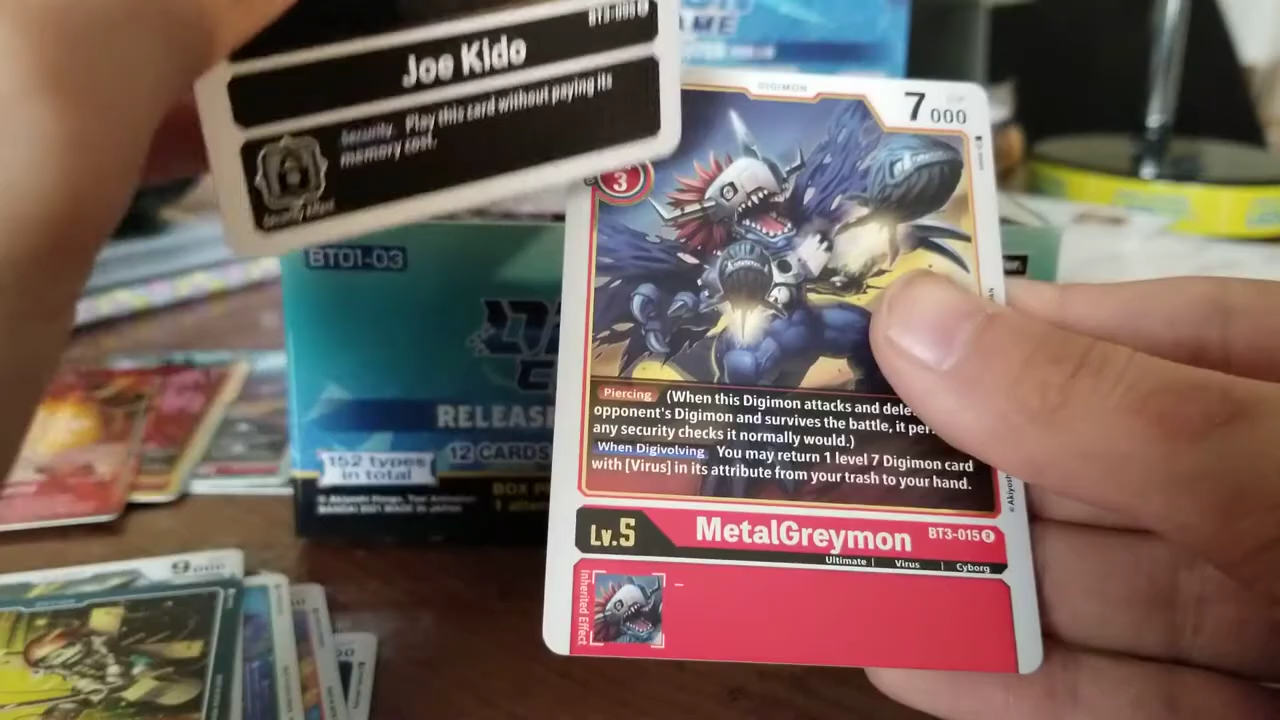 Joe Kido
Security Play this card without paying its
memory cost.
Security Effect
DIGIMON
7000
3
BT01-03
RELEASE
12 CARDS
152 types
in total
Piercing (When this Digimon attacks and dele
opponent's Digimon and survives the battle, it per
any security checks it normally would.)
When Digivolving You may return 1 level 7 Digimon card
with [Virus] in its attribute from your trash to your hand.
Lv.5 MetalGreymon BT3-015 R
Ultimate | Virus | Cyborg
Inherited Effect
-
9000